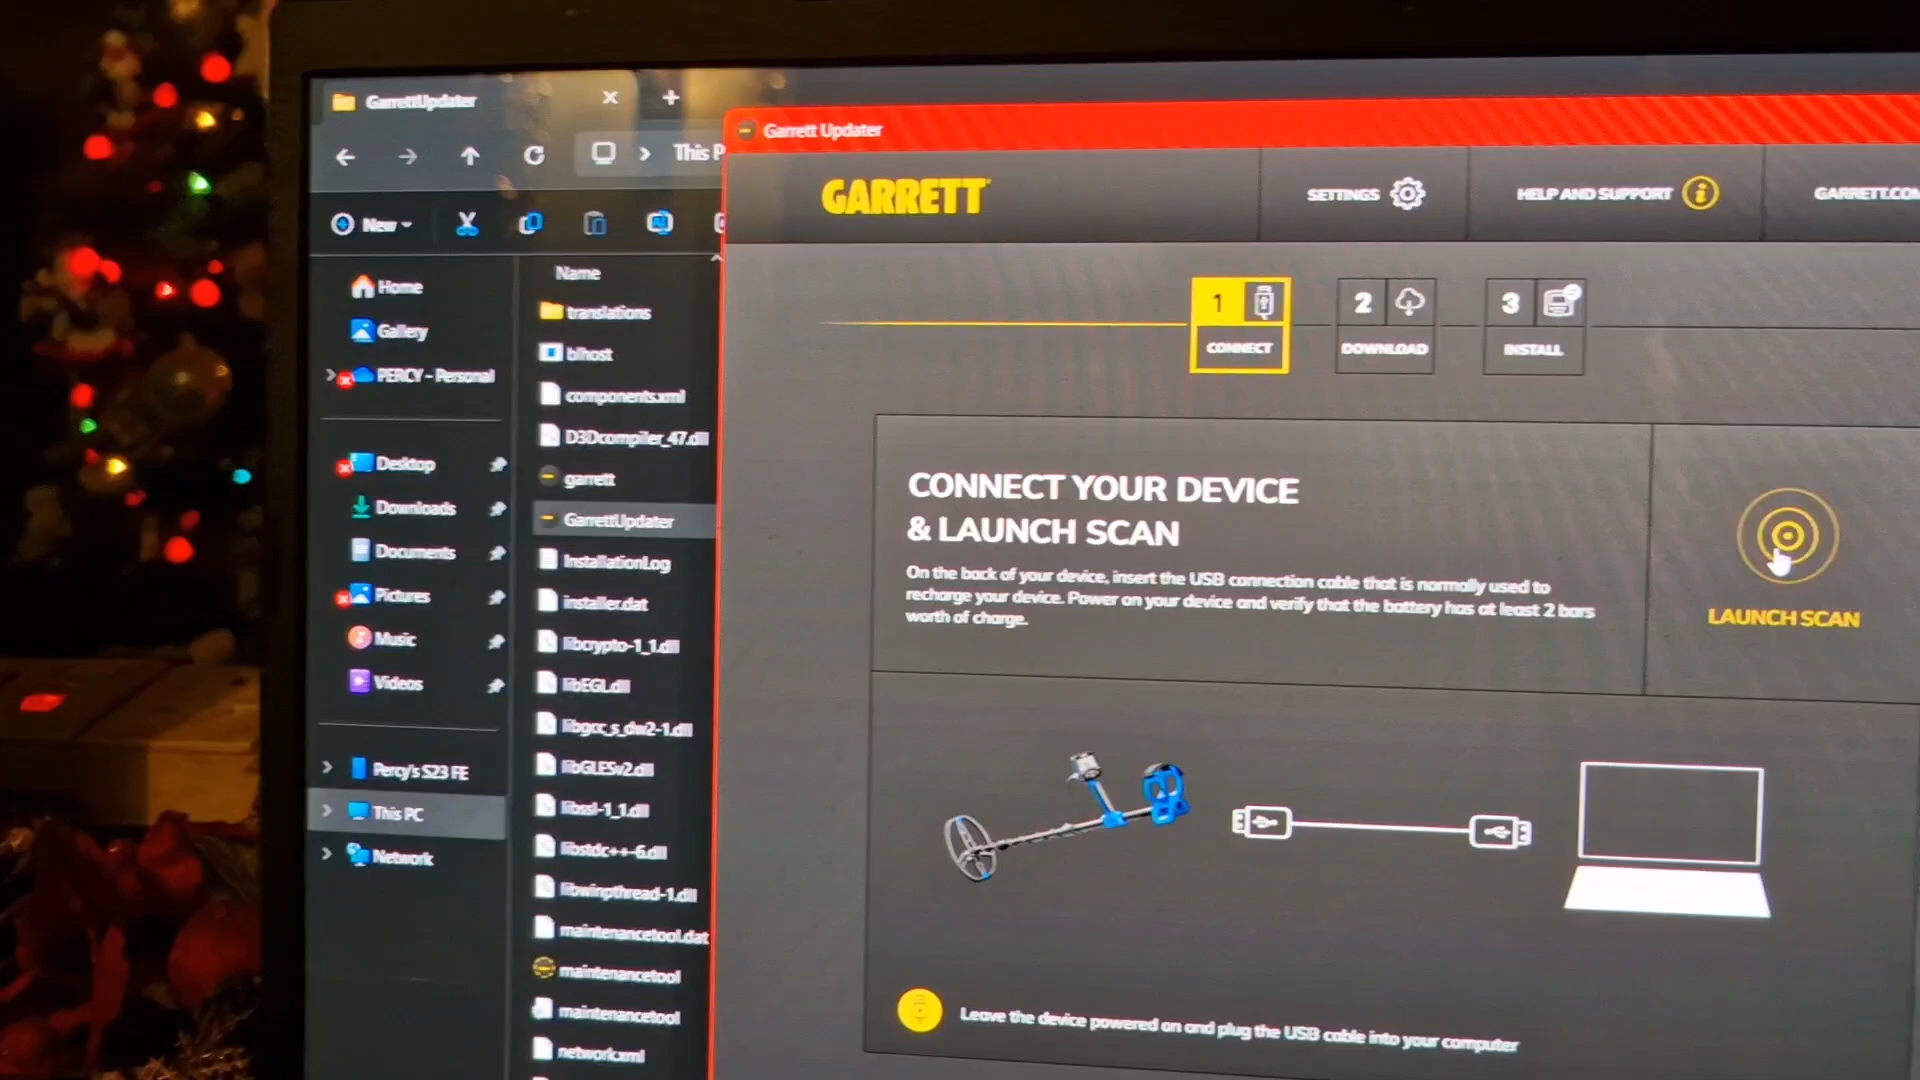 GarrettUpdater
This P
New
Home
Gallery
PERCY - Personal
Desktop
Downloads
Documents
Pictures
Music
Videos
Percy's S23 FE
This PC
Network
Name
translations
blhost
components.xml
D3Dcompiler_47.dll
garrett
GarrettUpdater
InstallationLog
installer.dat
libcrypto-1_1.dll
libEGL.dll
libgcc_s_dw2-1.dll
libGLESv2.dll
libssl-1_1.dll
libstdc++-6.dll
libwinpthread-1.dll
maintenancetool.dat
maintenancetool
maintenancetool
network.xml
Garrett Updater
GARRETT
SETTINGS
HELP AND SUPPORT
GARRETT.COM
1
CONNECT
2
DOWNLOAD
3
INSTALL
CONNECT YOUR DEVICE
& LAUNCH SCAN
On the back of your device, insert the USB connection cable that is normally used to
recharge your device. Power on your device and verify that the battery has at least 2 bars
worth of charge.
LAUNCH SCAN
Leave the device powered on and plug the USB cable into your computer